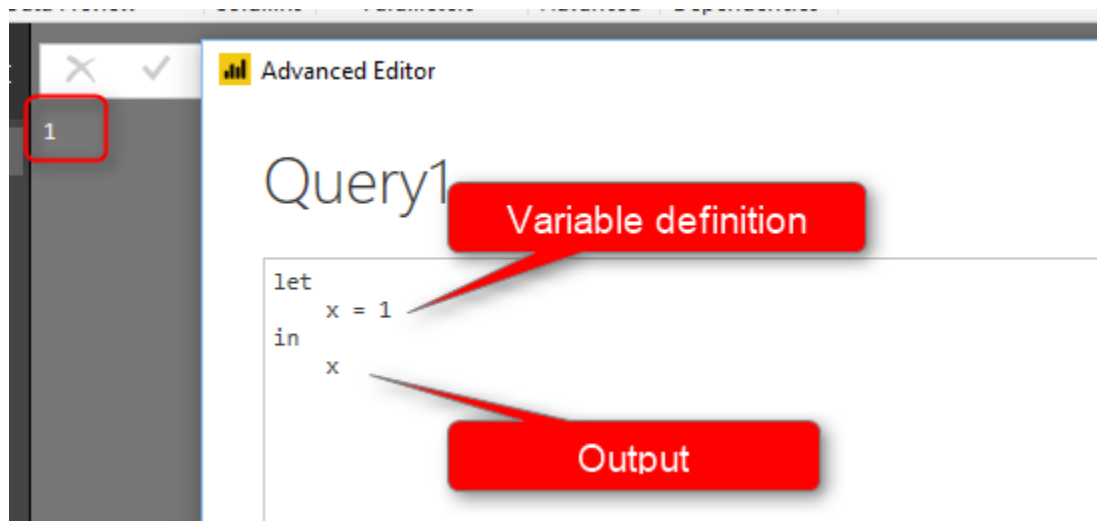 1
Advanced Editor
Query1
Variable definition
let
x = 1
in
x
Output